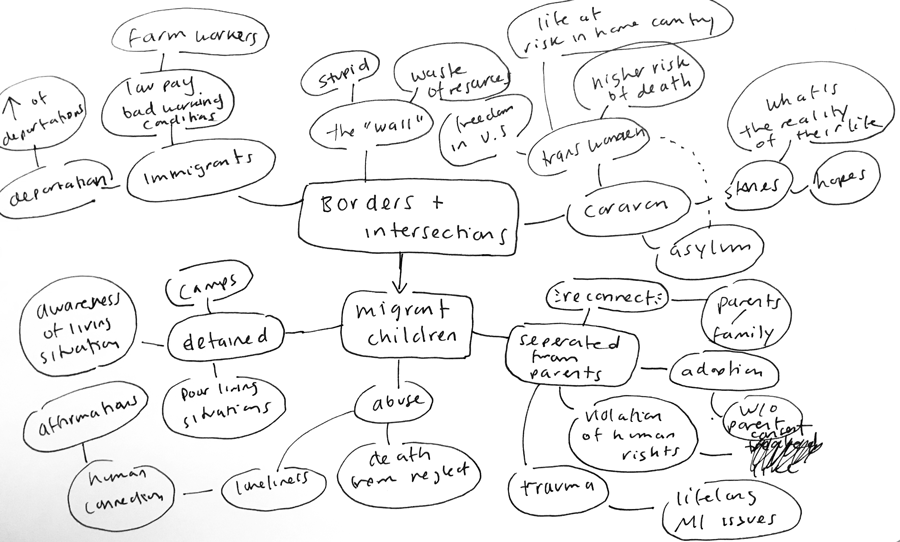 Farm workers
low pay
bad working
conditions
↑ of
deportations
deportation
Immigrants
stupid
waste
of resources
the "wall"
freedom
in U.S
life at
risk in home country
higher risk
of death
trans women
what is
the reality
of their life
stories
hopes
caravan
asylum
Borders +
intersections
migrant
children
camps
awareness
of living
situation
detained
poor living
situations
affirmations
human
connection
loneliness
abuse
death
from neglect
reconnect
parents
family
seperated
from
parents
adoption
w/o
parent
consent
violation
of human
rights
trauma
lifelong
MI issues